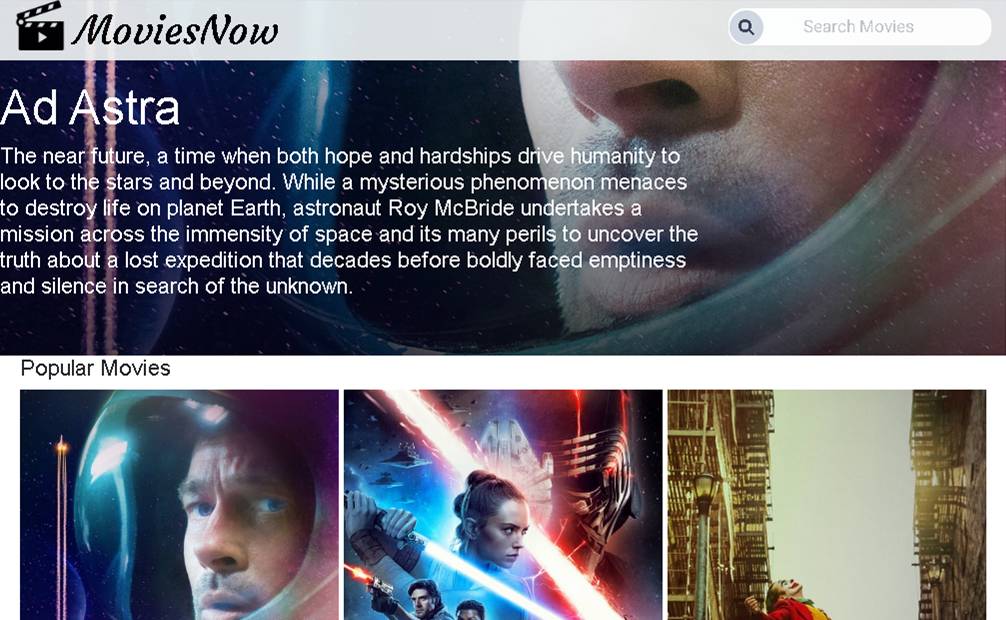 MoviesNow
Search Movies
Ad Astra
The near future, a time when both hope and hardships drive humanity to
look to the stars and beyond. While a mysterious phenomenon menaces
to destroy life on planet Earth, astronaut Roy McBride undertakes a
mission across the immensity of space and its many perils to uncover the
truth about a lost expedition that decades before boldly faced emptiness
and silence in search of the unknown.
Popular Movies